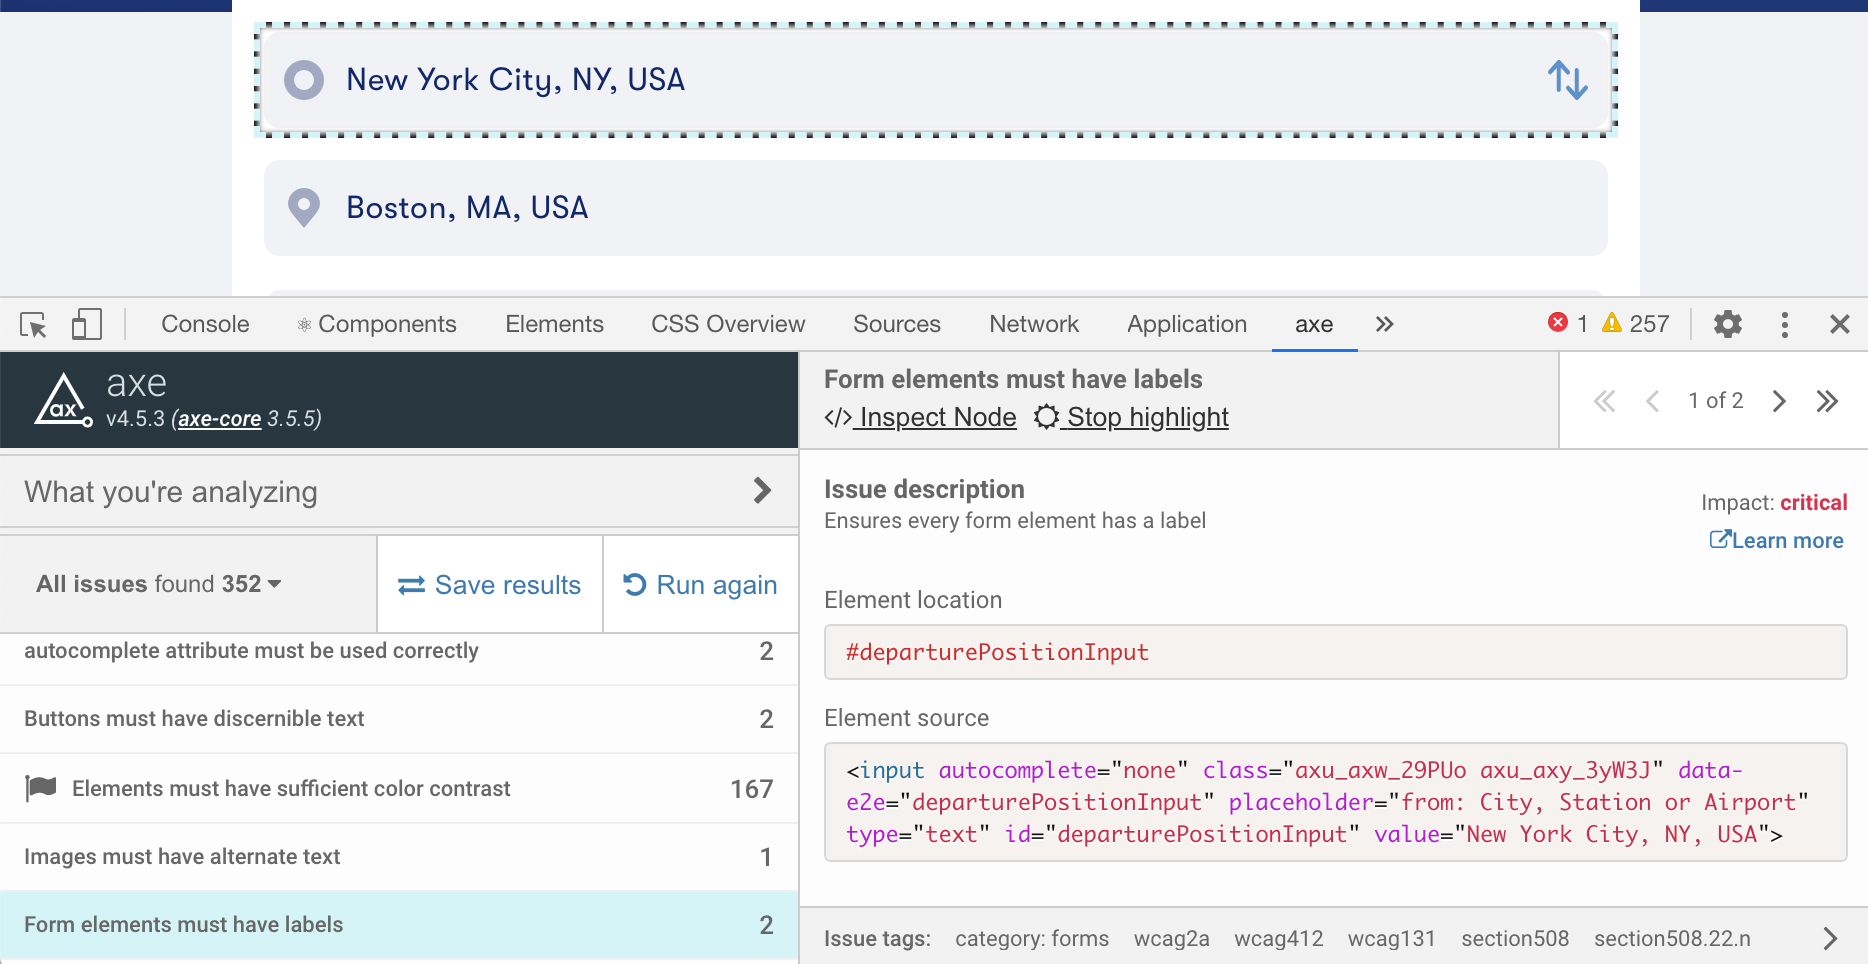 New York City, NY, USA
Boston, MA, USA
Console Components Elements CSS Overview Sources Network Application axe 1 257
axe
v4.5.3 (axe-core 3.5.5)
ax
Form elements must have labels
</> Inspect Node Stop highlight
1 of 2
What you're analyzing
All issues found 352
Save results
Run again
autocomplete attribute must be used correctly 2
Buttons must have discernible text 2
Elements must have sufficient color contrast 167
Images must have alternate text 1
Form elements must have labels 2
Issue description
Ensures every form element has a label
Impact: critical
Learn more
Element location
#departurePositionInput
Element source
<input autocomplete="none" class="axu_axw_29PUo axu_axy_3yW3J" data-
e2e="departurePositionInput" placeholder="from: City, Station or Airport"
type="text" id="departurePositionInput" value="New York City, NY, USA">
Issue tags: category: forms wcag2a wcag412 wcag131 section508 section508.22.n